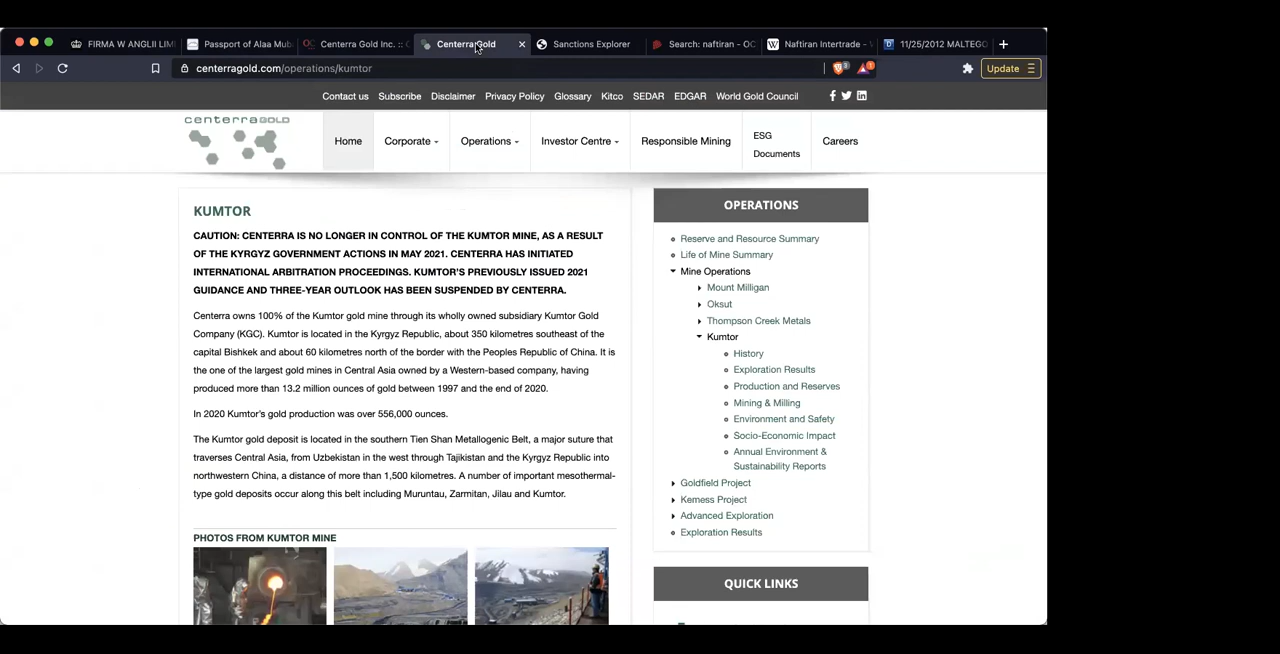 FIRMA W ANGLII LIM
Passport of Alaa Mub
Centerra Gold Inc. :: C
Centerra Gold
Sanctions Explorer
Search: naftiran - OC
Naftiran Intertrade - W
11/25/2012 MALTEGO
centerragold.com/operations/kumtor
Update
Contact us Subscribe Disclaimer Privacy Policy Glossary Kitco SEDAR EDGAR World Gold Council
centerraGOLD
Home Corporate Operations Investor Centre Responsible Mining ESG Documents Careers
KUMTOR
CAUTION: CENTERRA IS NO LONGER IN CONTROL OF THE KUMTOR MINE, AS A RESULT
OF THE KYRGYZ GOVERNMENT ACTIONS IN MAY 2021. CENTERRA HAS INITIATED
INTERNATIONAL ARBITRATION PROCEEDINGS. KUMTOR'S PREVIOUSLY ISSUED 2021
GUIDANCE AND THREE-YEAR OUTLOOK HAS BEEN SUSPENDED BY CENTERRA.
Centerra owns 100% of the Kumtor gold mine through its wholly owned subsidiary Kumtor Gold
Company (KGC). Kumtor is located in the Kyrgyz Republic, about 350 kilometres southeast of the
capital Bishkek and about 60 kilometres north of the border with the Peoples Republic of China. It is
the one of the largest gold mines in Central Asia owned by a Western-based company, having
produced more than 13.2 million ounces of gold between 1997 and the end of 2020.
In 2020 Kumtor's gold production was over 556,000 ounces.
The Kumtor gold deposit is located in the southern Tien Shan Metallogenic Belt, a major suture that
traverses Central Asia, from Uzbekistan in the west through Tajikistan and the Kyrgyz Republic into
northwestern China, a distance of more than 1,500 kilometres. A number of important mesothermal-
type gold deposits occur along this belt including Muruntau, Zarmitan, Jilau and Kumtor.
PHOTOS FROM KUMTOR MINE
OPERATIONS
Reserve and Resource Summary
Life of Mine Summary
Mine Operations
Mount Milligan
Oksut
Thompson Creek Metals
Kumtor
History
Exploration Results
Production and Reserves
Mining & Milling
Environment and Safety
Socio-Economic Impact
Annual Environment &
Sustainability Reports
Goldfield Project
Kemess Project
Advanced Exploration
Exploration Results
QUICK LINKS